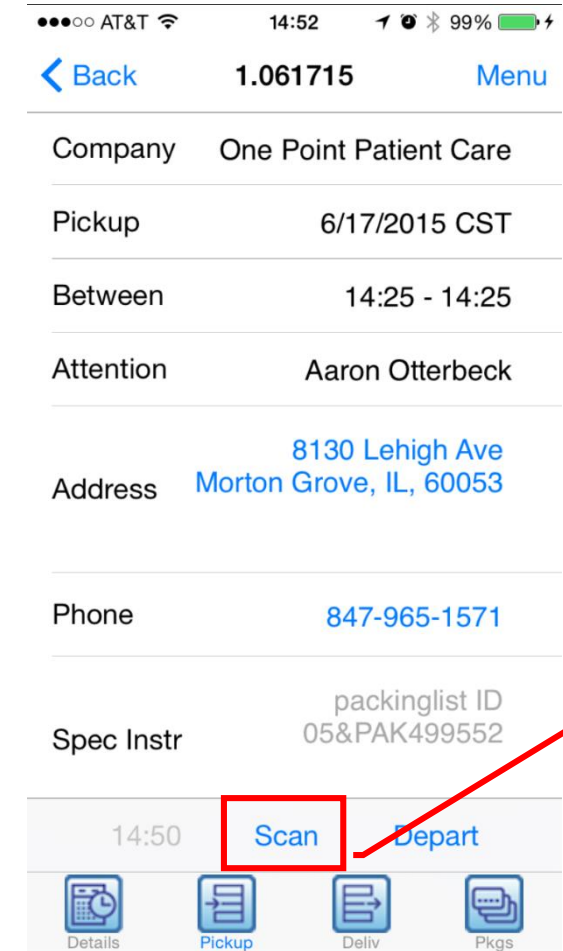 AT&T 14:52 99%
Back 1.061715 Menu
Company One Point Patient Care
Pickup 6/17/2015 CST
Between 14:25 - 14:25
Attention Aaron Otterbeck
8130 Lehigh Ave
Address Morton Grove, IL, 60053
Phone 847-965-1571
packinglist ID
Spec Instr 05&PAK499552
14:50 Scan Depart
Details Pickup Deliv Pkgs